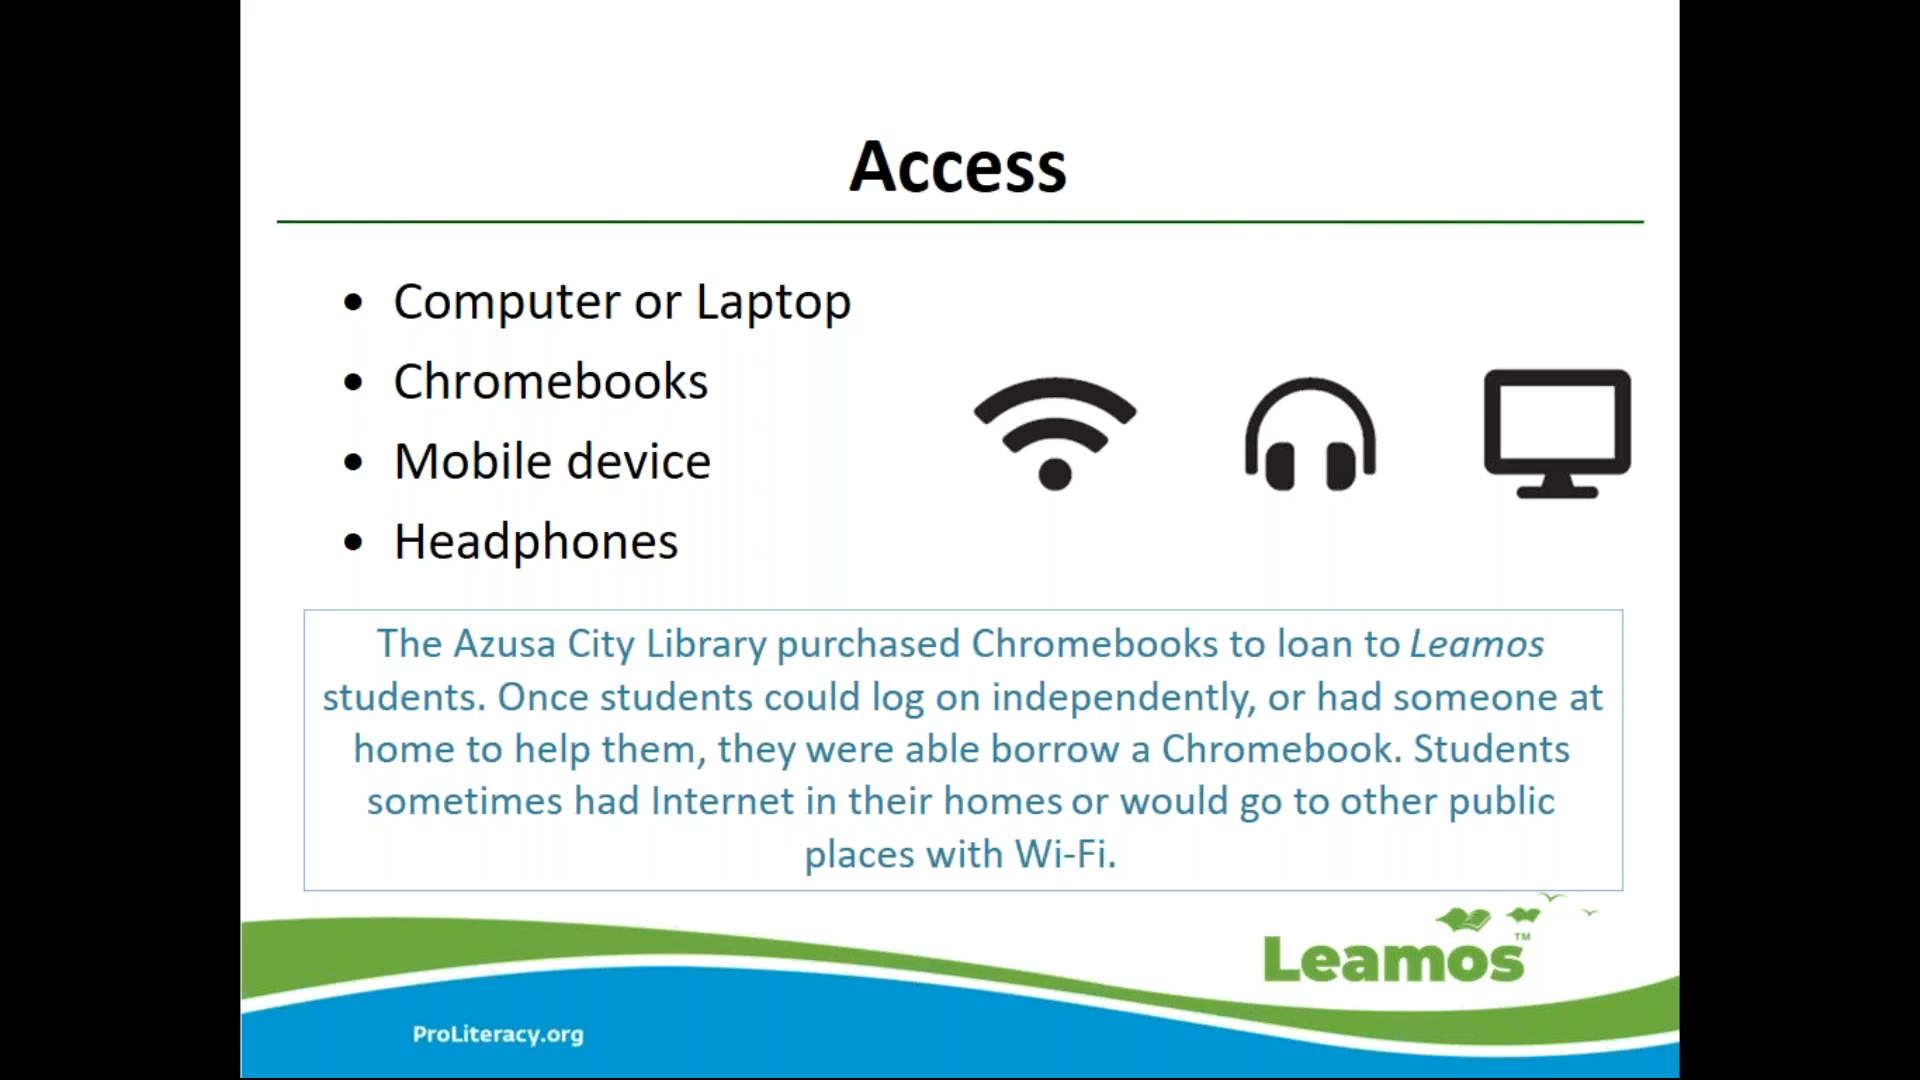 Access
• Computer or Laptop
• Chromebooks
• Mobile device
• Headphones
The Azusa City Library purchased Chromebooks to loan to Leamos
students. Once students could log on independently, or had someone at
home to help them, they were able borrow a Chromebook. Students
sometimes had Internet in their homes or would go to other public
places with Wi-Fi.
Leamos™
ProLiteracy.org